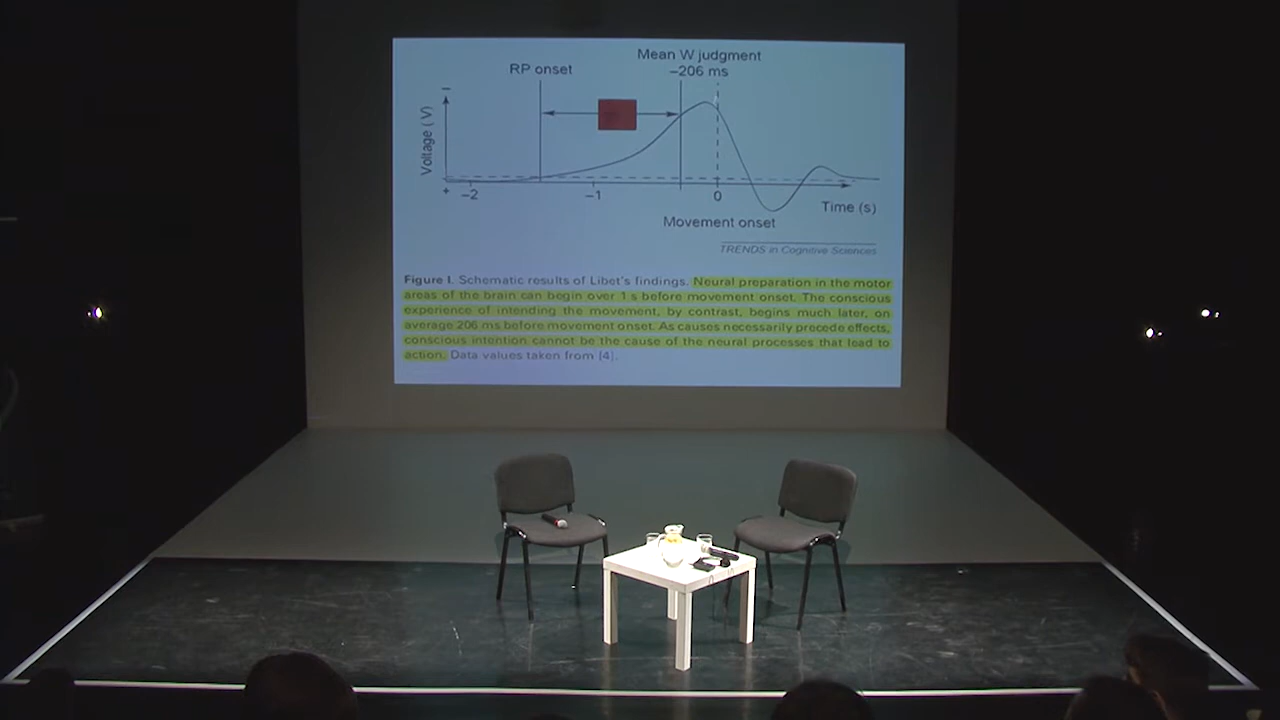 Mean W judgment
RP onset
–206 ms
Voltage (V)
–
+
–2
–1
0
Time (s)
Movement onset
TRENDS in Cognitive Sciences
Figure I. Schematic results of Libet's findings. Neural preparation in the motor
areas of the brain can begin over 1 s before movement onset. The conscious
experience of intending the movement, by contrast, begins much later, on
average 206 ms before movement onset. As causes necessarily precede effects,
conscious intention cannot be the cause of the neural processes that lead to
action. Data values taken from [4].